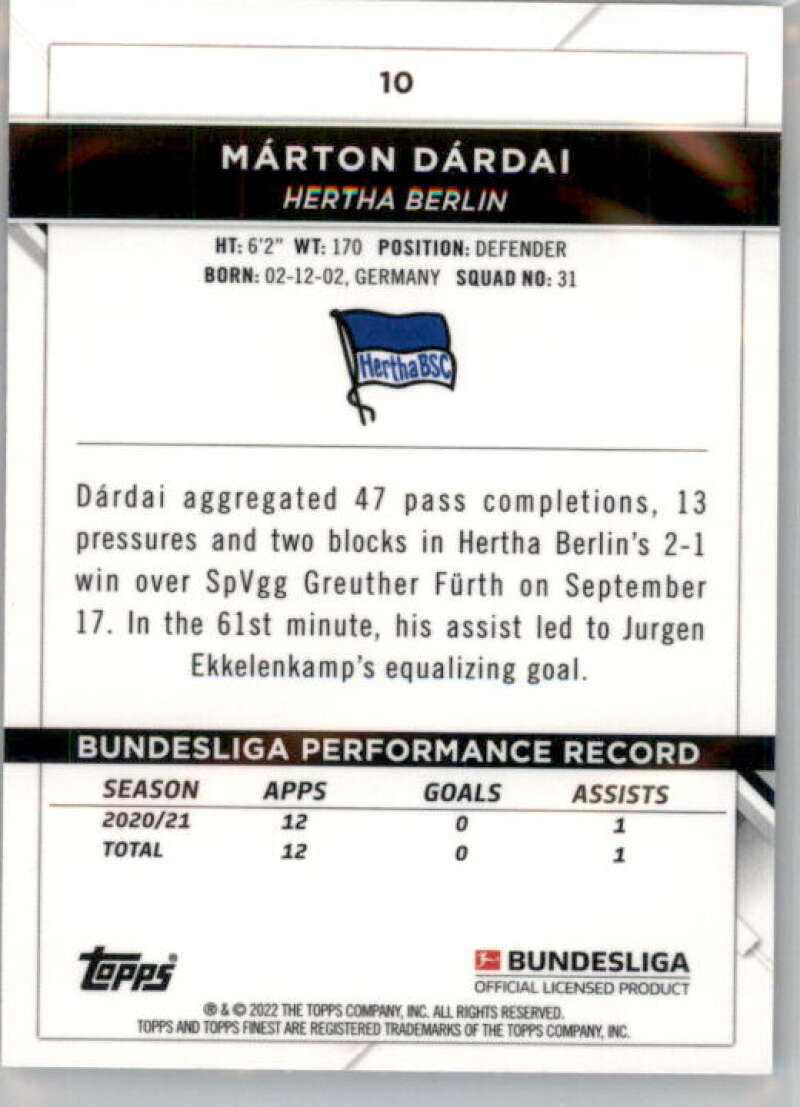 10
MÁRTON DÁRDAI
HERTHA BERLIN
HT: 6'2" WT: 170 POSITION: DEFENDER
BORN: 02-12-02, GERMANY SQUAD NO: 31
HerthaBSC
Dárdai aggregated 47 pass completions, 13
pressures and two blocks in Hertha Berlin's 2-1
win over SpVgg Greuther Fürth on September
17. In the 61st minute, his assist led to Jurgen
Ekkelenkamp's equalizing goal.
BUNDESLIGA PERFORMANCE RECORD
SEASON APPS GOALS ASSISTS
2020/21 12 0 1
TOTAL 12 0 1
topps®
BUNDESLIGA
OFFICIAL LICENSED PRODUCT
® & © 2022 THE TOPPS COMPANY, INC. ALL RIGHTS RESERVED.
TOPPS AND TOPPS FINEST ARE REGISTERED TRADEMARKS OF THE TOPPS COMPANY, INC.